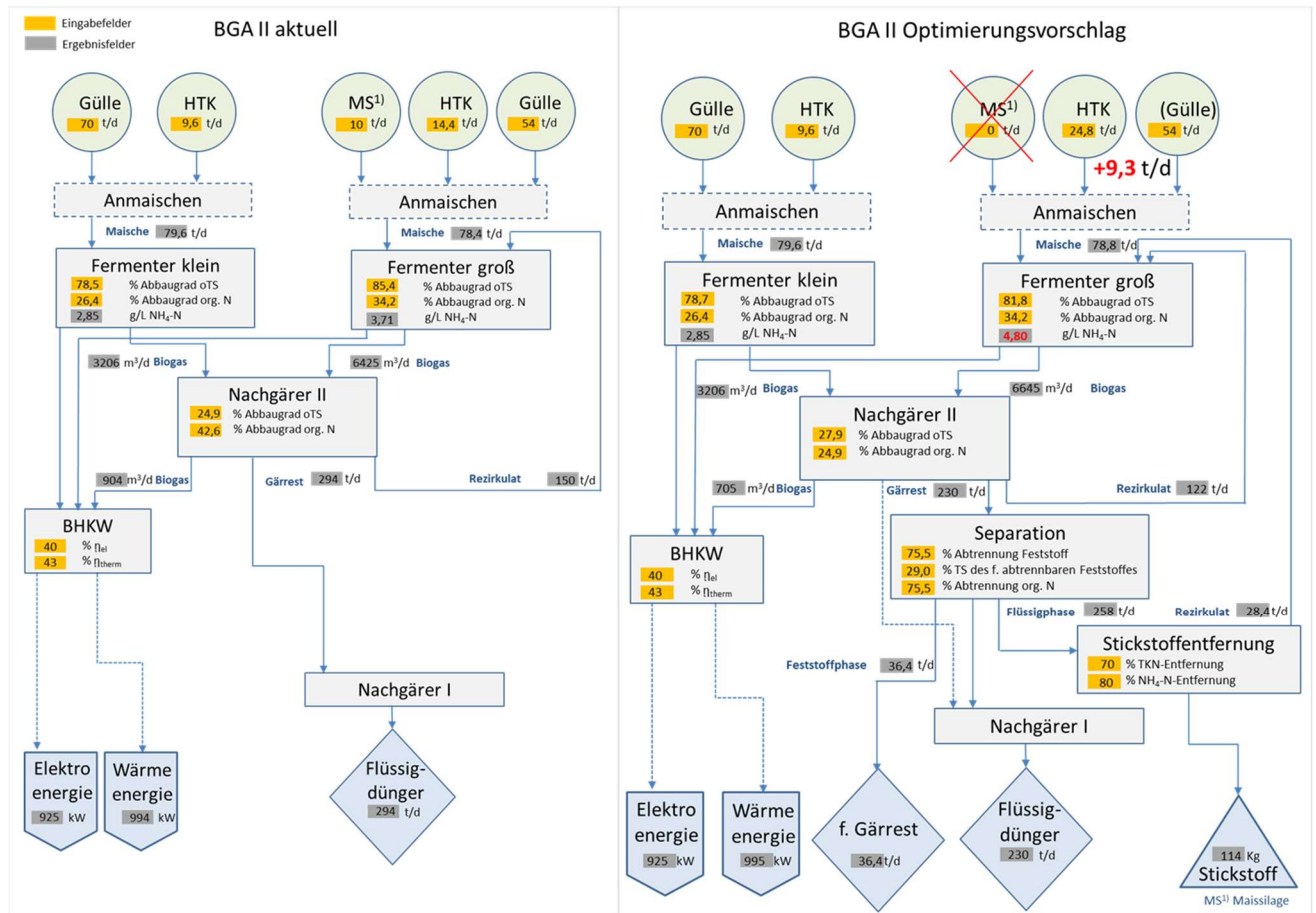 BGA II aktuell
Eingabefelder
Ergebnisfelder
Gülle
70 t/d
HTK
9,6 t/d
MS1)
10 t/d
HTK
14,4 t/d
Gülle
54 t/d
Anmaischen
Anmaischen
Maische 79,6 t/d
Maische 78,4 t/d
Fermenter klein
78,5 % Abbaugrad oTS
26,4 % Abbaugrad org. N
2,85 g/L NH4-N
Fermenter groß
85,4 % Abbaugrad oTS
34,2 % Abbaugrad org. N
3,71 g/L NH4-N
3206 m³/d Biogas
6425 m³/d Biogas
Nachgärer II
24,9 % Abbaugrad oTS
42,6 % Abbaugrad org. N
904 m³/d Biogas
Gärrest 294 t/d
Rezirkulat 150 t/d
BHKW
40 % ηel
43 % ηtherm
Nachgärer I
Elektro
energie
925 kW
Wärme
energie
994 kW
Flüssig-
dünger
294 t/d
BGA II Optimierungsvorschlag
Gülle
70 t/d
HTK
9,6 t/d
MS1)
0 t/d
HTK
24,8 t/d
(Gülle)
54 t/d
+9,3 t/d
Anmaischen
Anmaischen
Maische 79,6 t/d
Maische 78,8 t/d
Fermenter klein
78,7 % Abbaugrad oTS
26,4 % Abbaugrad org. N
2,85 g/L NH4-N
Fermenter groß
81,8 % Abbaugrad oTS
34,2 % Abbaugrad org. N
4,80 g/L NH4-N
3206 m³/d Biogas
6645 m³/d Biogas
Nachgärer II
27,9 % Abbaugrad oTS
24,9 % Abbaugrad org. N
705 m³/d Biogas
Gärrest 230 t/d
Rezirkulat 122 t/d
BHKW
40 % ηel
43 % ηtherm
Separation
75,5 % Abtrennung Feststoff
29,0 % TS des f. abtrennbaren Feststoffes
75,5 % Abtrennung org. N
Flüssigphase 258 t/d
Rezirkulat 28,4 t/d
Stickstoffentfernung
70 % TKN-Entfernung
80 % NH4-N-Entfernung
Feststoffphase 36,4 t/d
Nachgärer I
Elektro
energie
925 kW
Wärme
energie
995 kW
f. Gärrest
36,4 t/d
Flüssig-
dünger
230 t/d
114 Kg
Stickstoff
MS1) Maissilage